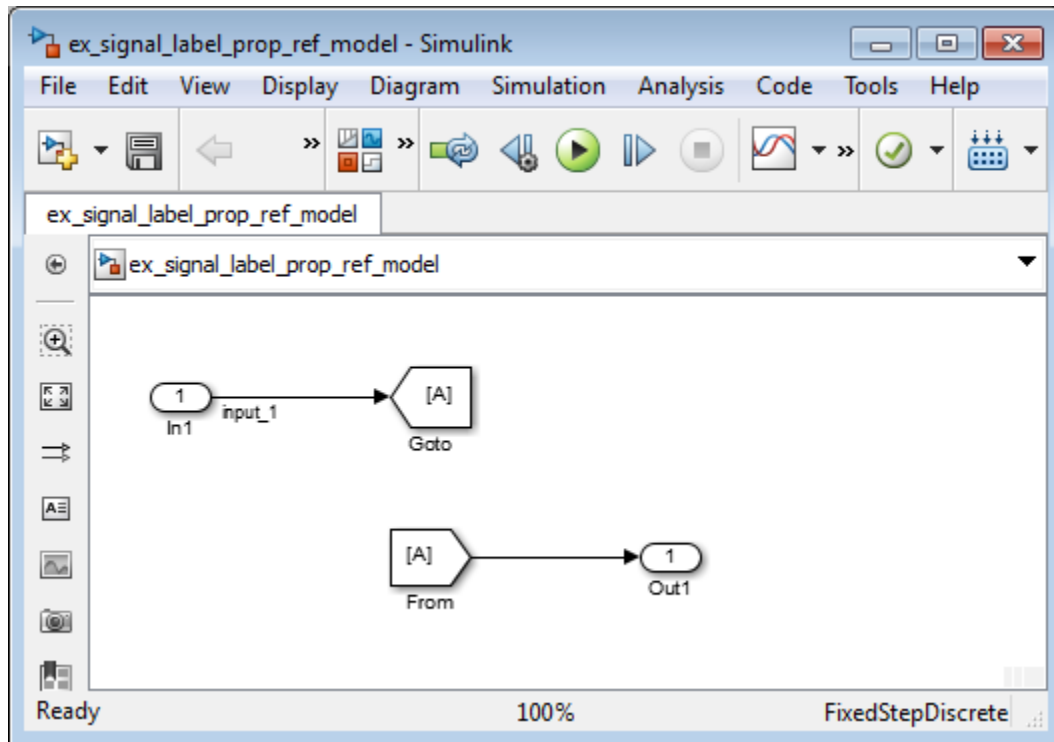 ex_signal_label_prop_ref_model - Simulink
File Edit View Display Diagram Simulation Analysis Code Tools Help
ex_signal_label_prop_ref_model
ex_signal_label_prop_ref_model
1
input_1
In1
[A]
Goto
[A]
From
1
Out1
Ready 100% FixedStepDiscrete